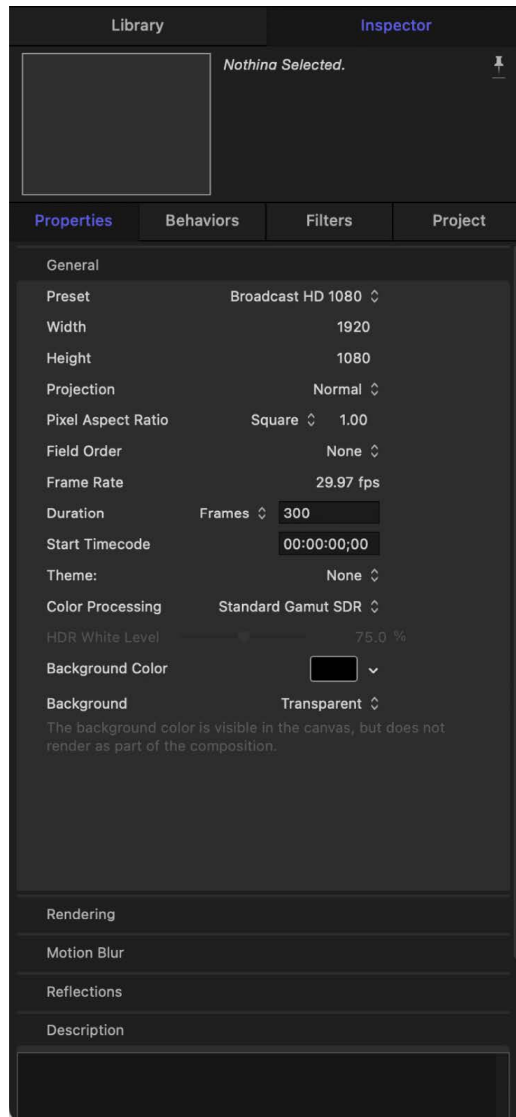 Library Inspector
Nothing Selected.
Properties Behaviors Filters Project
General
Preset Broadcast HD 1080
Width 1920
Height 1080
Projection Normal
Pixel Aspect Ratio Square 1.00
Field Order None
Frame Rate 29.97 fps
Duration Frames 300
Start Timecode 00:00:00;00
Theme: None
Color Processing Standard Gamut SDR
HDR White Level 75.0 %
Background Color
Background Transparent
The background color is visible in the canvas, but does not
render as part of the composition.
Rendering
Motion Blur
Reflections
Description